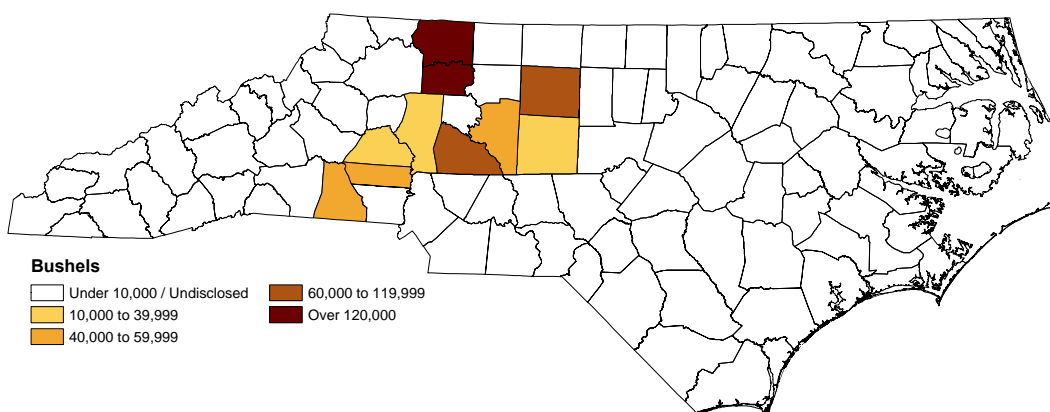 Bushels
Under 10,000 / Undisclosed
10,000 to 39,999
40,000 to 59,999
60,000 to 119,999
Over 120,000